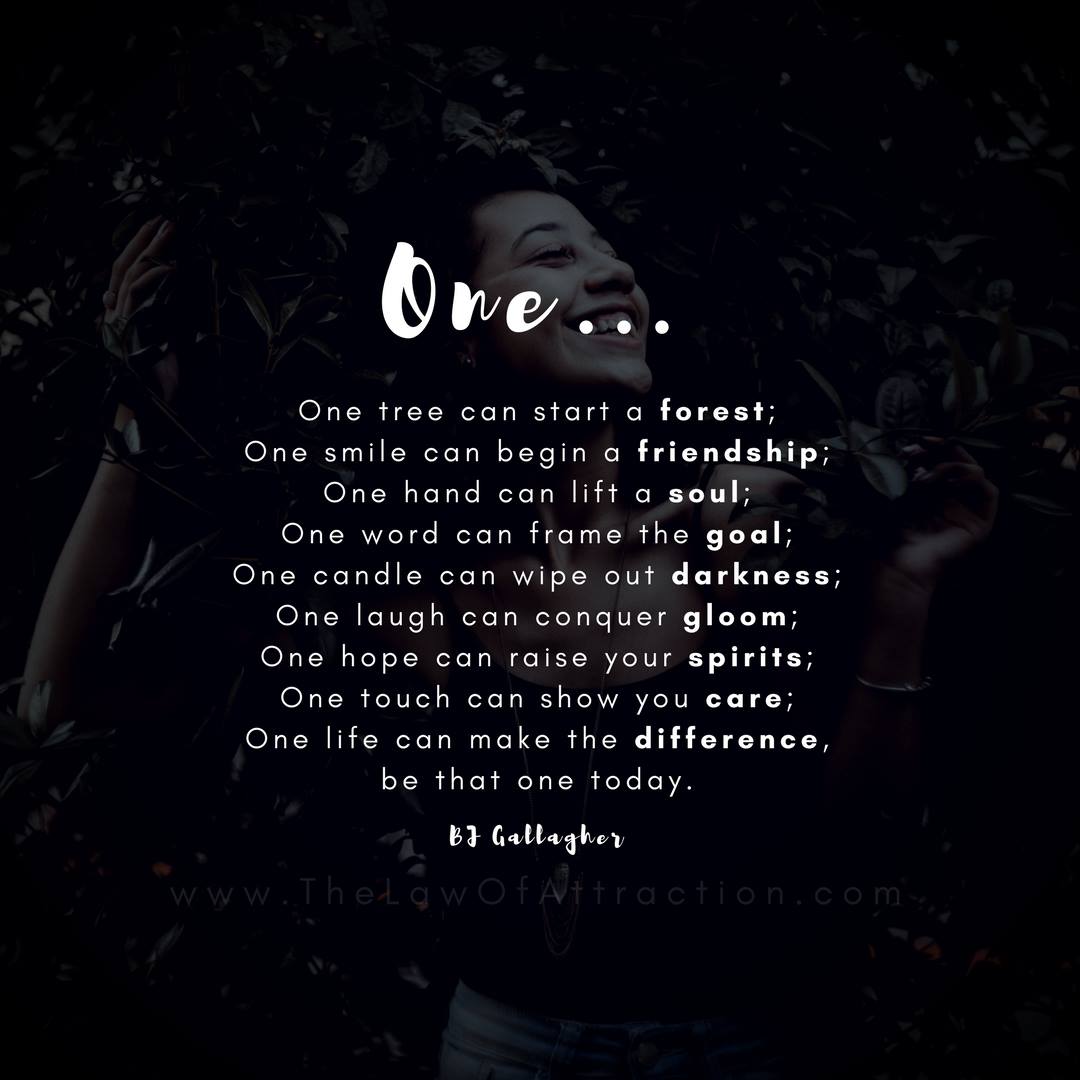 One...
One tree can start a forest;
One smile can begin a friendship;
One hand can lift a soul;
One word can frame the goal;
One candle can wipe out darkness;
One laugh can conquer gloom;
One hope can raise your spirits;
One touch can show you care;
One life can make the difference,
be that one today.
BJ Gallagher
www.TheLawOfAttraction.com